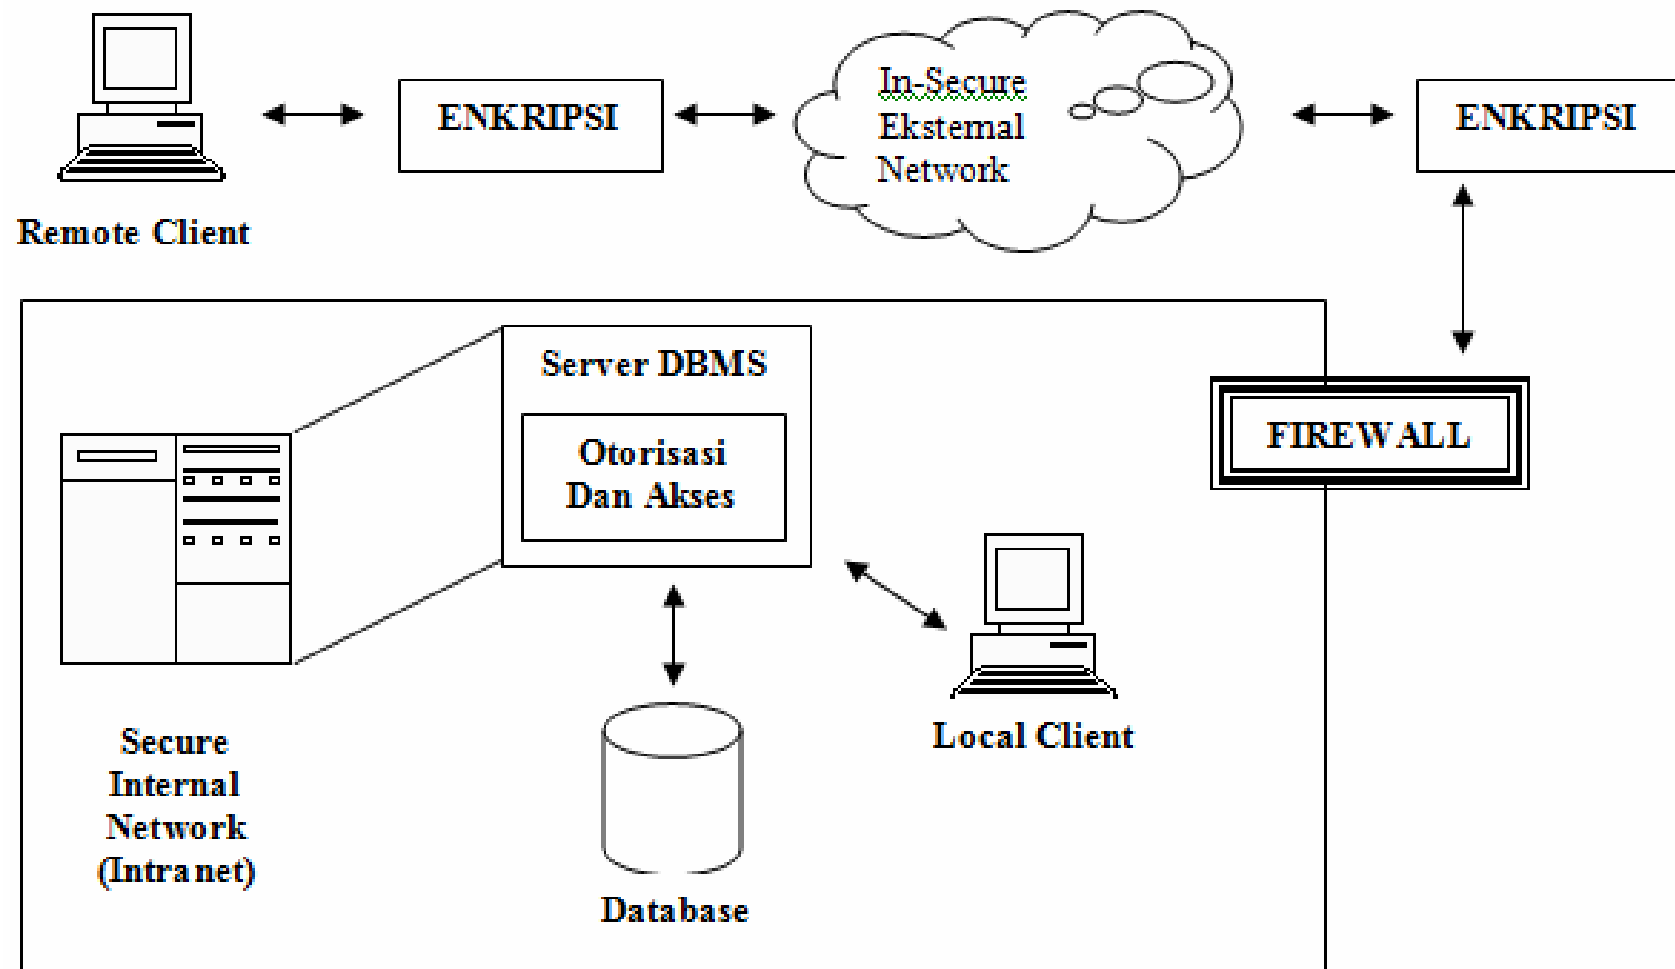 In-Secure
Eksternal
Network
ENKRIPSI
ENKRIPSI
Remote Client
Server DBMS
Otorisasi
Dan Akses
FIREWALL
Local Client
Secure
Internal
Network
(Intranet)
Database